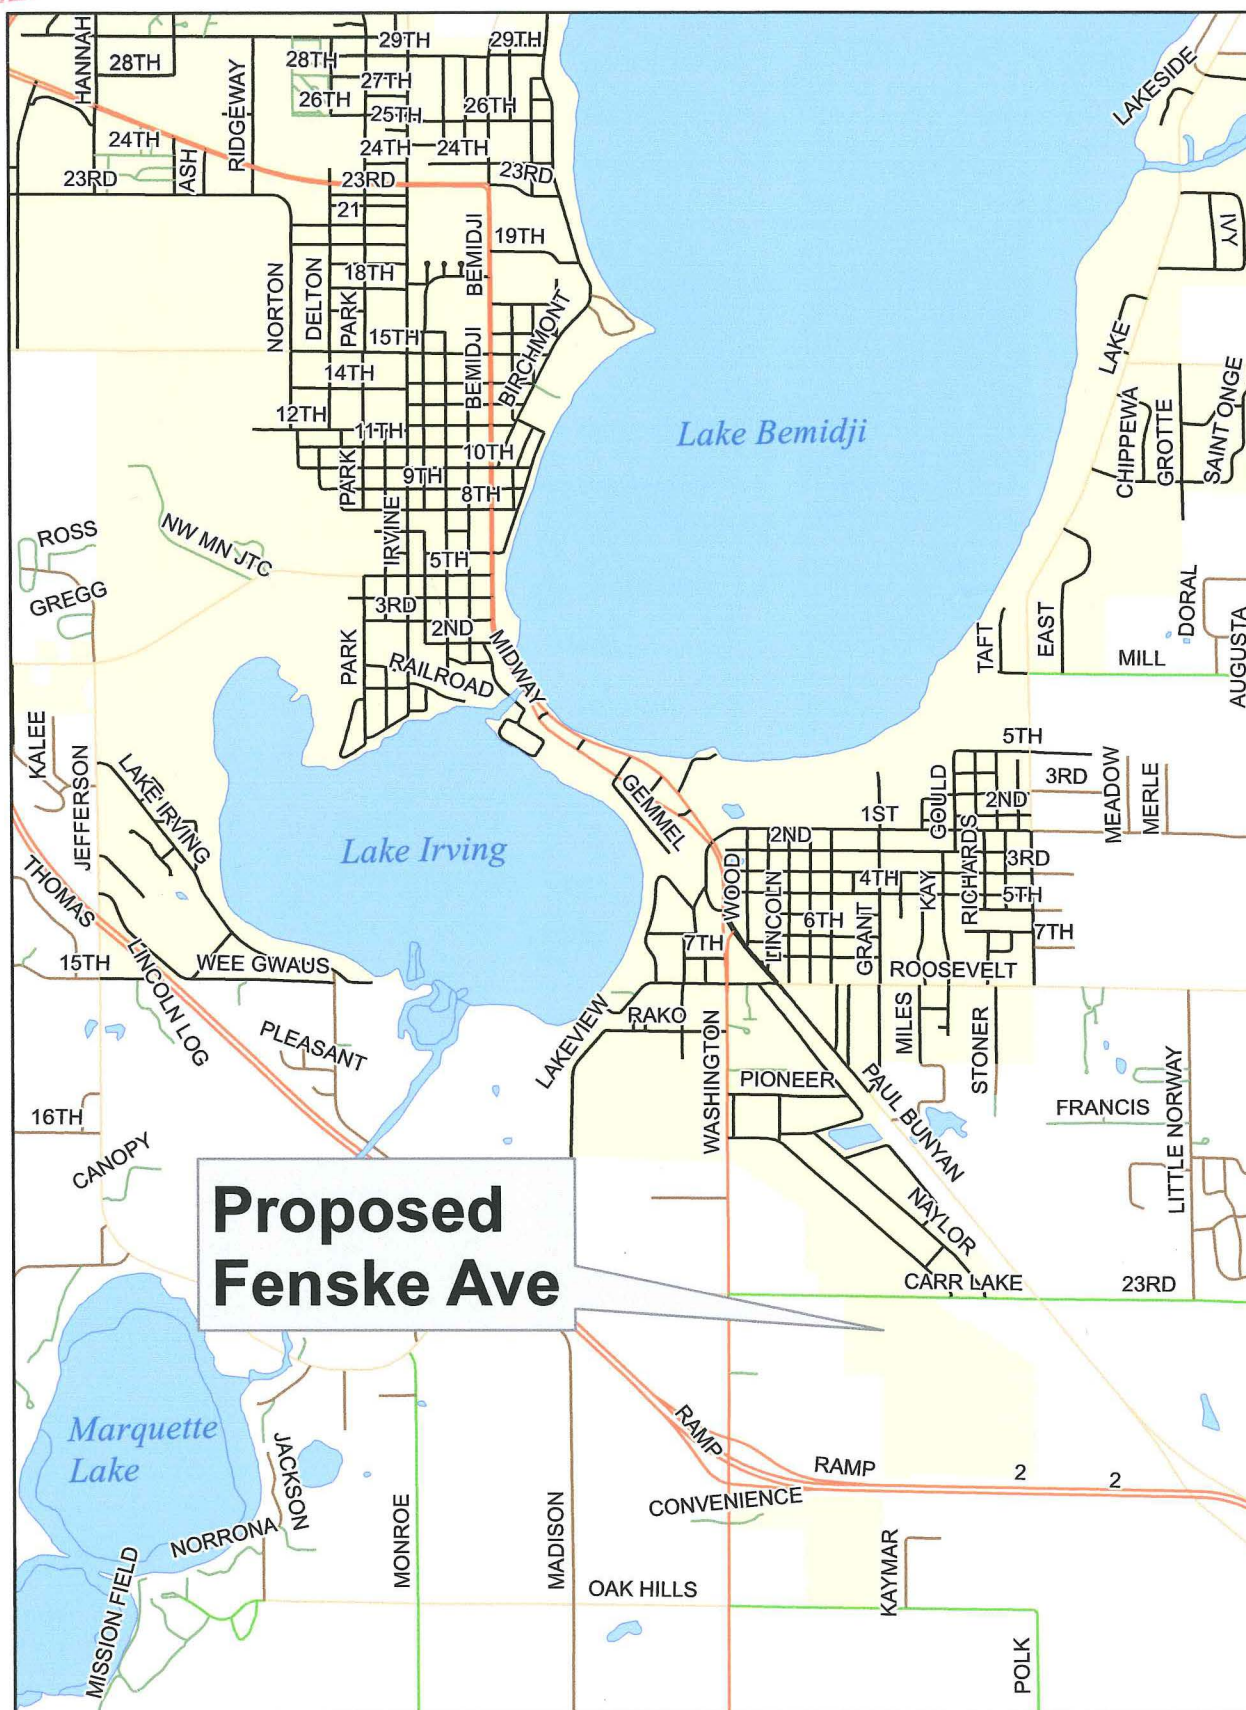 HANNAH
29TH
29TH
28TH
28TH
RIDGEWAY
27TH
26TH
26TH
25TH
24TH
24TH
24TH
ASH
23RD
23RD
23RD
LAKESIDE
21
BEMIDJI
19TH
IVY
18TH
NORTON
DELTON
PARK
15TH
BEMIDJI
BIRCHMONT
LAKE
14TH
12TH
11TH
Lake Bemidji
CHIPPEWA
GROTTE
SAINT ONGE
10TH
PARK
9TH
8TH
IRVINE
ROSS
NW MN JTC
5TH
GREGG
3RD
2ND
DORAL
TAFT
EAST
MILL
AUGUSTA
PARK
RAILROAD
MIDWAY
KALEE
JEFFERSON
LAKE IRVING
5TH
3RD
MEADOW
MERLE
GEMMEL
GOULD
2ND
1ST
2ND
Lake Irving
RICHARDS
3RD
THOMAS
WOOD
LINCOLN
4TH
KAY
5TH
6TH
GRANT
7TH
7TH
15TH
LINCOLN LOG
WEE GWAUS
ROOSEVELT
PLEASANT
LAKEVIEW
RAKO
WASHINGTON
MILES
STONER
PIONEER
PAUL BUNYAN
FRANCIS
LITTLE NORWAY
16TH
CANOPY
Proposed
Fenske Ave
NAYLOR
CARR LAKE
23RD
Marquette
Lake
JACKSON
RAMP
RAMP
2
2
CONVENIENCE
NORRONA
MONROE
MADISON
KAYMAR
OAK HILLS
MISSION FIELD
POLK